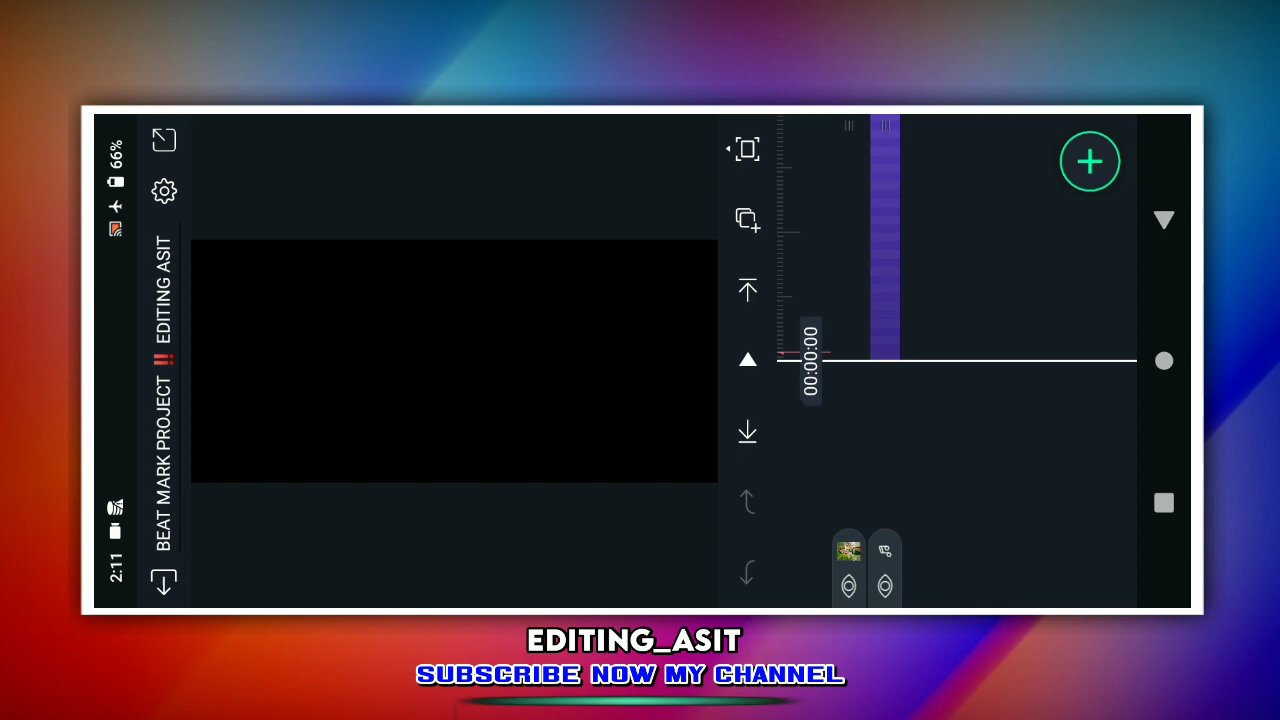 2:11
66%
BEAT MARK PROJECT ‼️ EDITING ASIT
00:00:00
EDITING_ASIT
SUBSCRIBE NOW MY CHANNEL